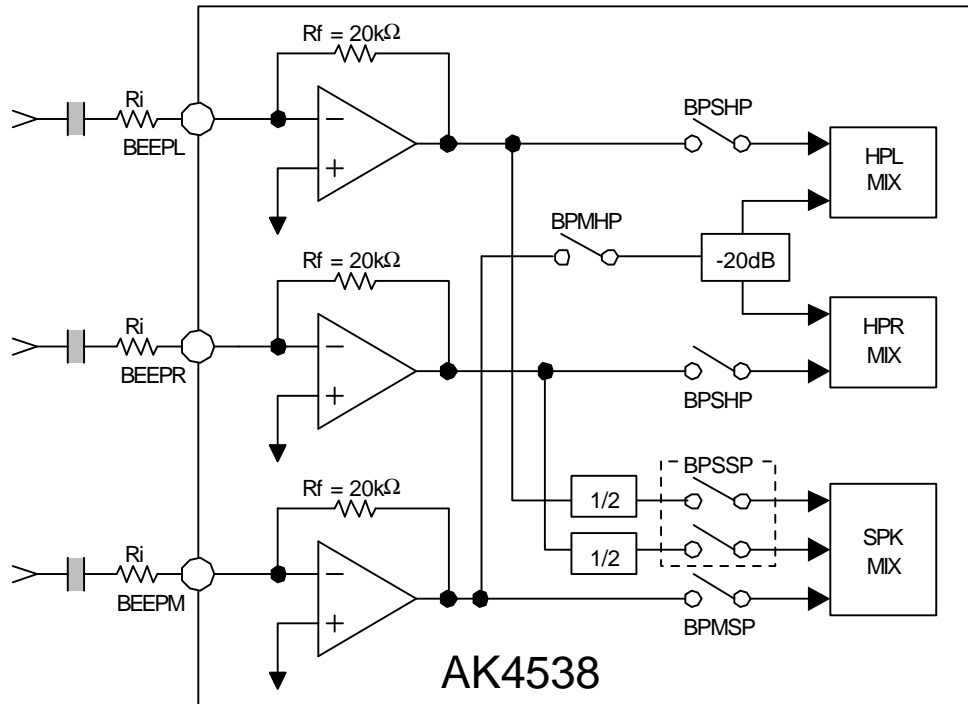 Rf = 20kΩ
Ri
BEEPL
−
+
BPSHP
HPL
MIX
BPMHP
-20dB
Rf = 20kΩ
Ri
BEEPR
−
+
HPR
MIX
BPSHP
BPSSP
1/2
1/2
SPK
MIX
BPMSP
Rf = 20kΩ
Ri
BEEPM
−
+
AK4538